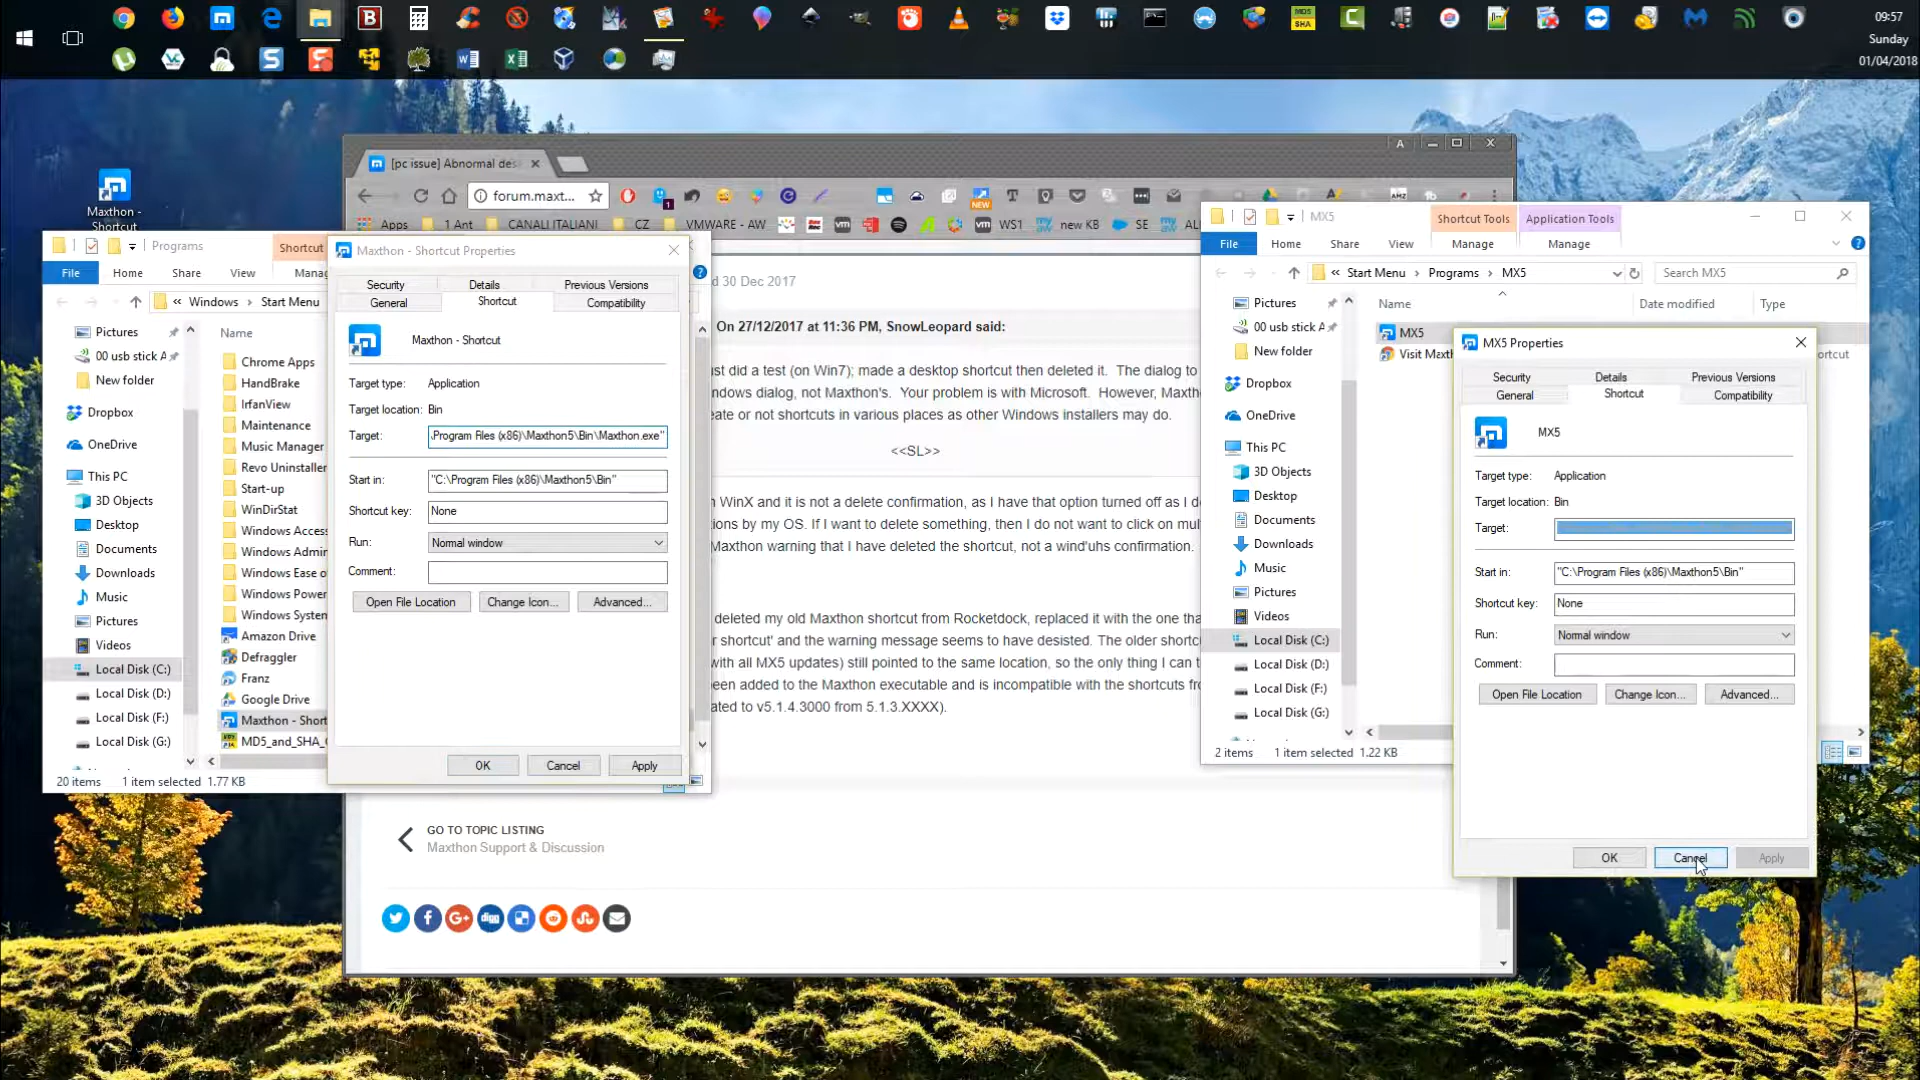 09:57
Sunday
01/04/2018
Maxthon -
Shortcut
[pc issue] Abnormal des
forum.maxt...
NEW
Apps
1 Ant
CANALI ITALIANI
CZ
VMWARE - AW
WS1
new KB
SE
Programs
Shortcut
File
Home
Share
View
Windows
Start Menu
Pictures
00 usb stick A
New folder
Dropbox
OneDrive
This PC
3D Objects
Desktop
Documents
Downloads
Music
Pictures
Videos
Local Disk (C:)
Local Disk (D:)
Local Disk (F:)
Local Disk (G:)
Name
Chrome Apps
HandBrake
IrfanView
Maintenance
Music Manager
Revo Uninstaller
Start-up
WinDirStat
Windows Access
Windows Admin
Windows Ease o
Windows Power
Windows System
Amazon Drive
Defraggler
Franz
Google Drive
Maxthon - Short
MD5_and_SHA_
20 items
1 item selected 1.77 KB
Maxthon - Shortcut Properties
Security
Details
Previous Versions
General
Shortcut
Compatibility
Maxthon - Shortcut
Target type:
Application
Target location:
Bin
Target:
\Program Files (x86)\Maxthon5\Bin\Maxthon.exe"
Start in:
"C:\Program Files (x86)\Maxthon5\Bin"
Shortcut key:
None
Run:
Normal window
Comment:
Open File Location
Change Icon...
Advanced...
OK
Cancel
Apply
d 30 Dec 2017
On 27/12/2017 at 11:36 PM, SnowLeopard said:
ust did a test (on Win7); made a desktop shortcut then deleted it. The dialog to
ndows dialog, not Maxthon's. Your problem is with Microsoft. However, Maxth
eate or not shortcuts in various places as other Windows installers may do.
<<SL>>
n WinX and it is not a delete confirmation, as I have that option turned off as I d
tions by my OS. If I want to delete something, then I do not want to click on mul
Maxthon warning that I have deleted the shortcut, not a wind'uhs confirmation.
deleted my old Maxthon shortcut from Rocketdock, replaced it with the one tha
r shortcut' and the warning message seems to have desisted. The older shortc
with all MX5 updates) still pointed to the same location, so the only thing I can t
een added to the Maxthon executable and is incompatible with the shortcuts fr
ated to v5.1.4.3000 from 5.1.3.XXXX).
GO TO TOPIC LISTING
Maxthon Support & Discussion
digg
MX5
Shortcut Tools
Application Tools
File
Home
Share
View
Manage
Manage
Start Menu
Programs
MX5
Search MX5
Pictures
00 usb stick A
New folder
Dropbox
OneDrive
This PC
3D Objects
Desktop
Documents
Downloads
Music
Pictures
Videos
Local Disk (C:)
Local Disk (D:)
Local Disk (F:)
Local Disk (G:)
Name
Date modified
Type
MX5
Visit Maxth
ortcut
2 items
1 item selected 1.22 KB
MX5 Properties
Security
Details
Previous Versions
General
Shortcut
Compatibility
MX5
Target type:
Application
Target location:
Bin
Target:
Start in:
"C:\Program Files (x86)\Maxthon5\Bin"
Shortcut key:
None
Run:
Normal window
Comment:
Open File Location
Change Icon...
Advanced...
OK
Cancel
Apply